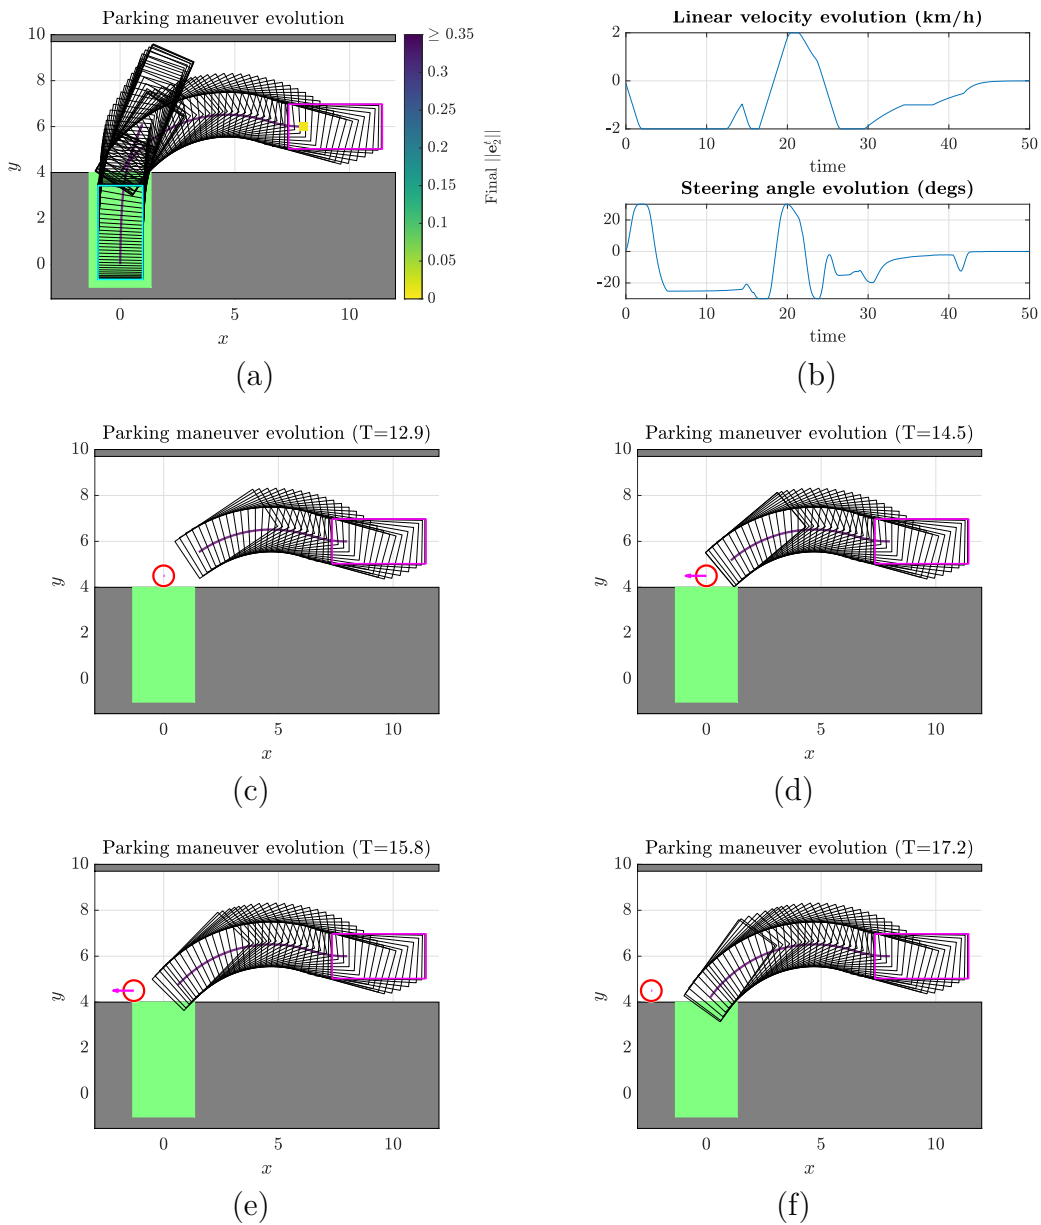 Parking maneuver evolution
10
8
6
4
2
0
y
0
5
10
x
≥ 0.35
0.3
0.25
0.2
0.15
0.1
0.05
0
Final ||e₂ᵗ||
(a)
Linear velocity evolution (km/h)
2
0
-2
0
10
20
30
40
50
time
Steering angle evolution (degs)
20
0
-20
0
10
20
30
40
50
time
(b)
Parking maneuver evolution (T=12.9)
10
8
6
4
2
0
y
0
5
10
x
(c)
Parking maneuver evolution (T=14.5)
10
8
6
4
2
0
y
0
5
10
x
(d)
Parking maneuver evolution (T=15.8)
10
8
6
4
2
0
y
0
5
10
x
(e)
Parking maneuver evolution (T=17.2)
10
8
6
4
2
0
y
0
5
10
x
(f)